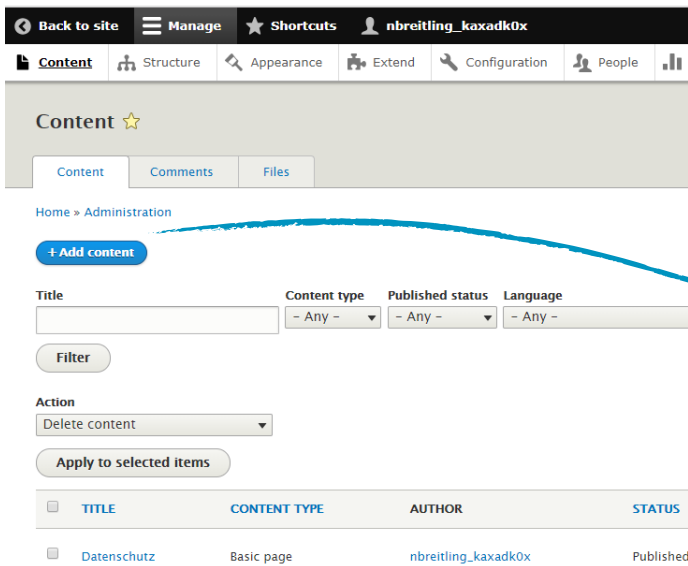 Back to site Manage Shortcuts nbreitling_kaxadk0x
Content Structure Appearance Extend Configuration People
Content
Content Comments Files
Home » Administration
+ Add content
Title Content type Published status Language
- Any - - Any - - Any -
Filter
Action
Delete content
Apply to selected items
TITLE CONTENT TYPE AUTHOR STATUS
Datenschutz Basic page nbreitling_kaxadk0x Published